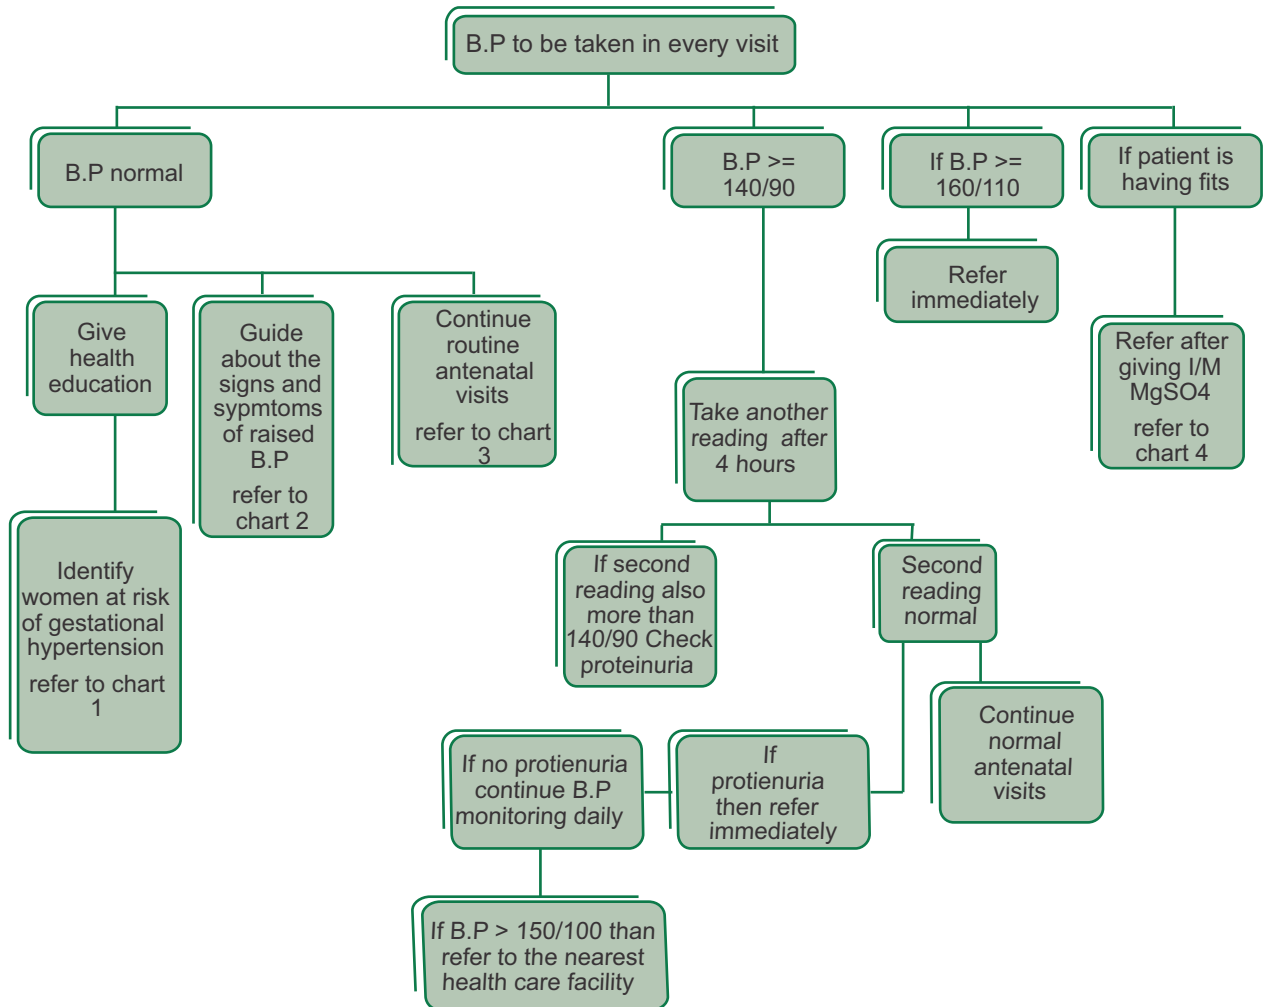 B.P to be taken in every visit
B.P normal
B.P >=
140/90
If B.P >=
160/110
If patient is
having fits
Refer
immediately
Give
health
education
Guide
about the
signs and
sypmtoms
of raised
B.P
refer to
chart 2
Continue
routine
antenatal
visits
refer to chart
3
Refer after
giving I/M
MgSO4
refer to
chart 4
Take another
reading after
4 hours
Identify
women at risk
of gestational
hypertension
refer to chart
1
If second
reading also
more than
140/90 Check
proteinuria
Second
reading
normal
Continue
normal
antenatal
visits
If no protienuria
continue B.P
monitoring daily
If
protienuria
then refer
immediately
If B.P > 150/100 than
refer to the nearest
health care facility